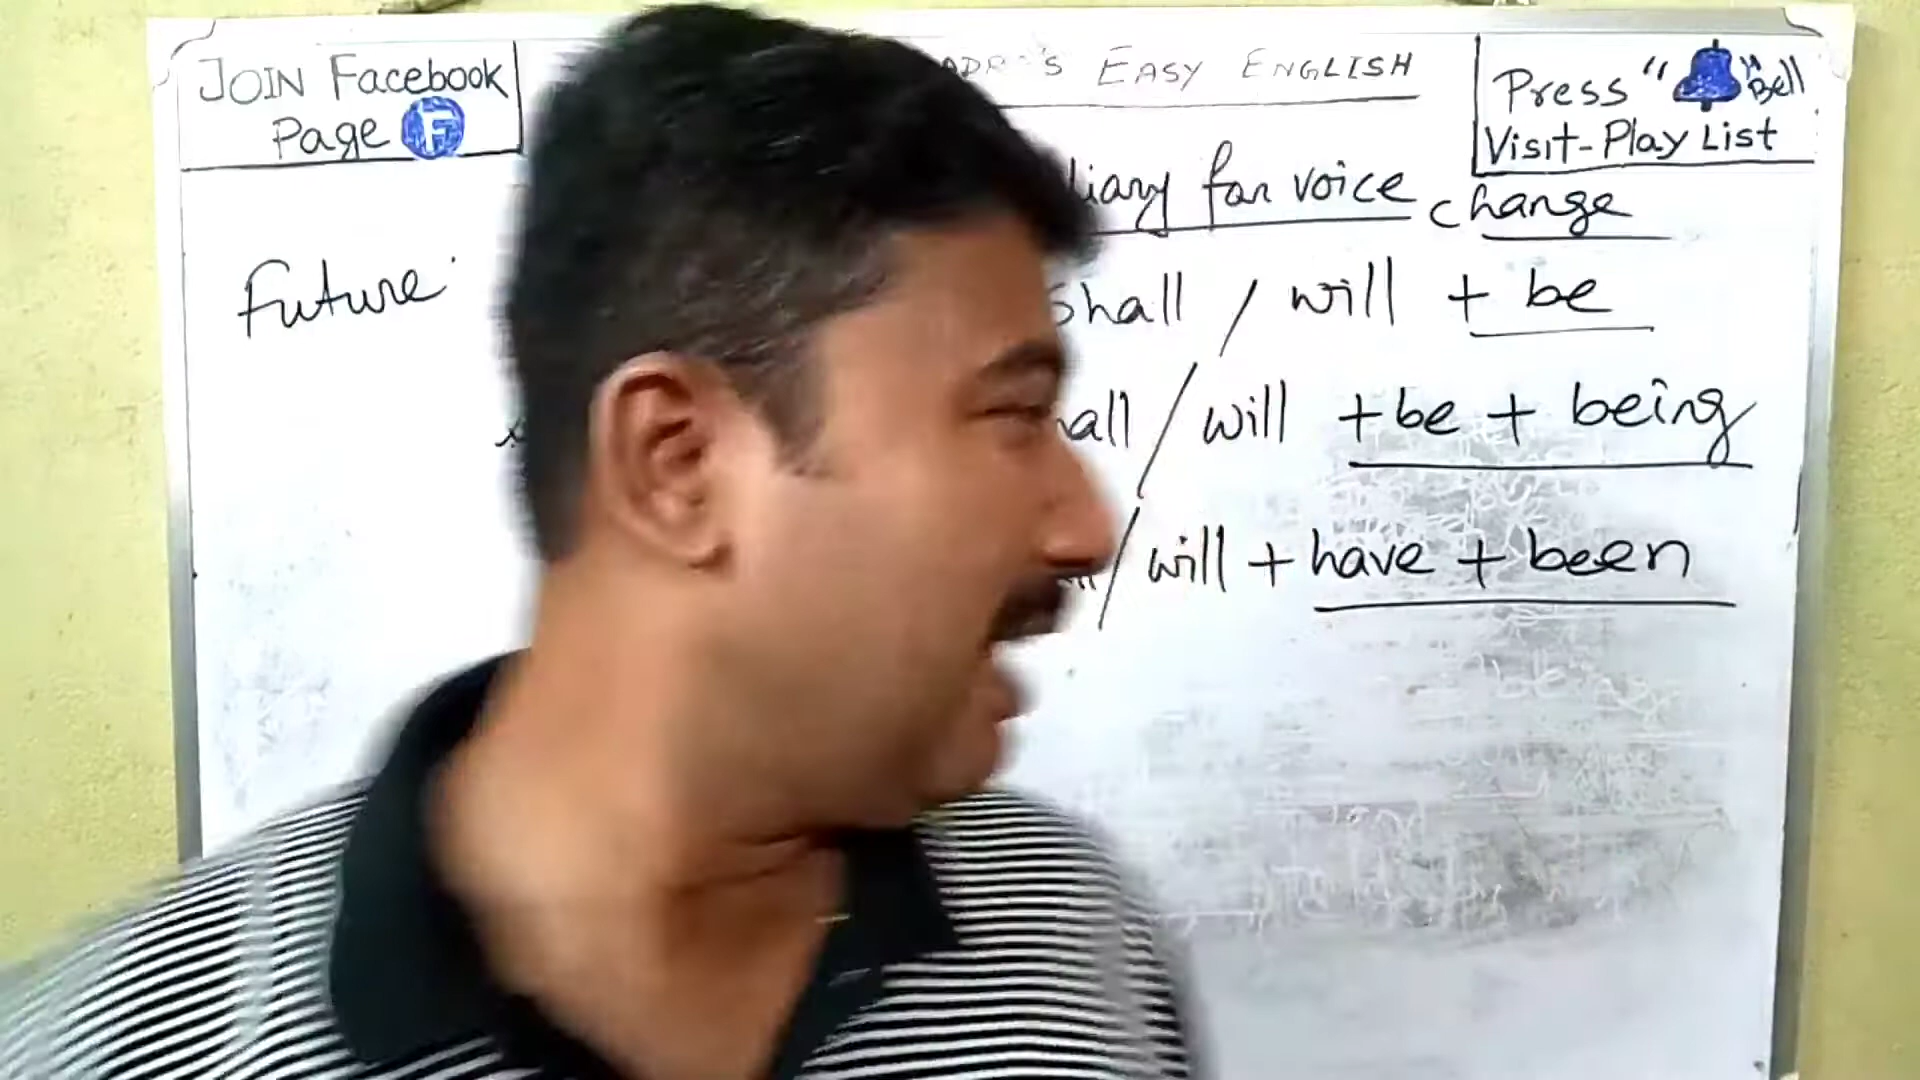 JOIN Facebook
Page F
EASY ENGLISH
Press " " Bell
Visit-Play List
for voice change
Future
shall / will + be
/ will + be + being
/ will + have + been